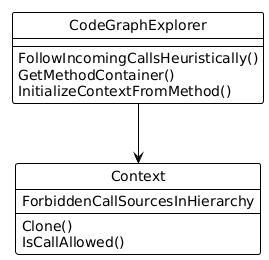 CodeGraphExplorer
FollowIncomingCallsHeuristically()
GetMethodContainer()
InitializeContextFromMethod()
Context
ForbiddenCallSourcesInHierarchy
Clone()
IsCallAllowed()